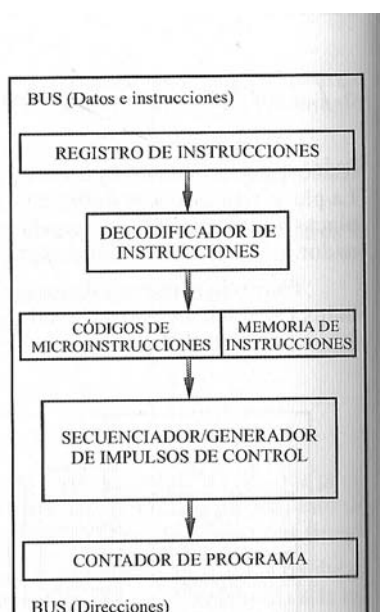 BUS (Datos e instrucciones)
REGISTRO DE INSTRUCCIONES
DECODIFICADOR DE
INSTRUCCIONES
CÓDIGOS DE
MICROINSTRUCCIONES
MEMORIA DE
INSTRUCCIONES
SECUENCIADOR/GENERADOR
DE IMPULSOS DE CONTROL
CONTADOR DE PROGRAMA
BUS (Direcciones)